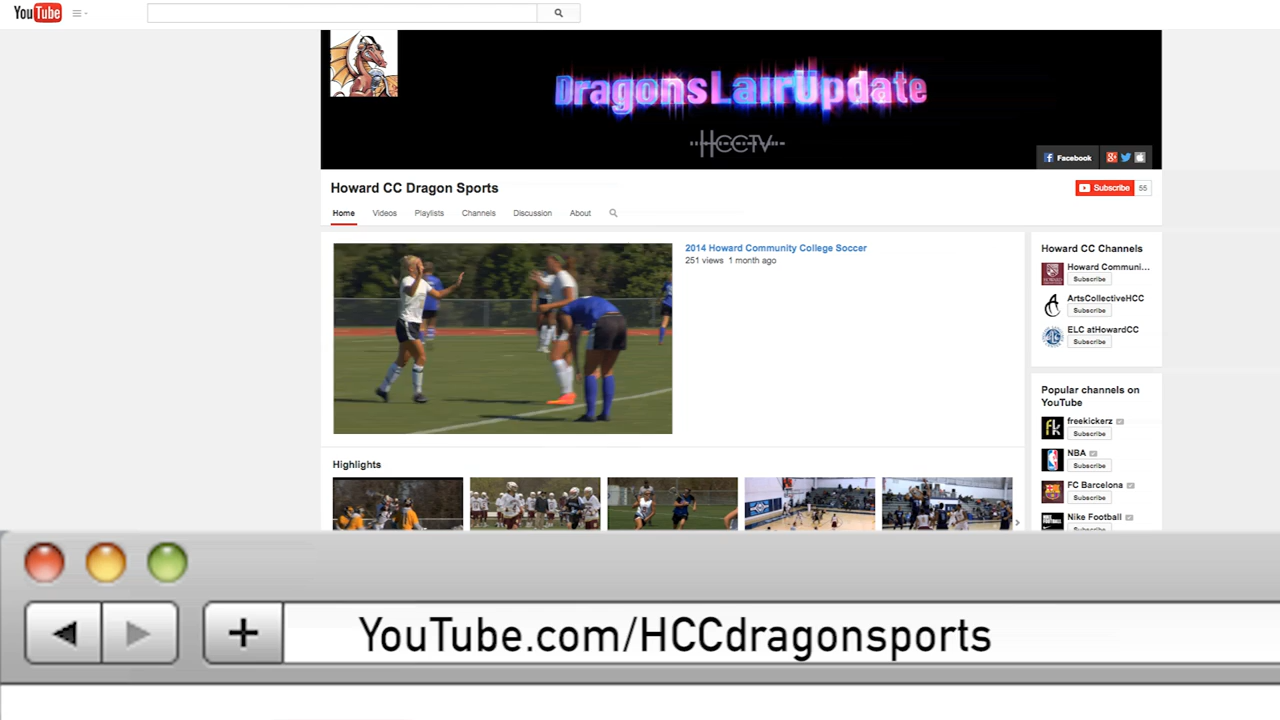 YouTube
DragonsLairUpdate
HCCTV
Facebook
Howard CC Dragon Sports
Subscribe 55
Home Videos Playlists Channels Discussion About
2014 Howard Community College Soccer
251 views 1 month ago
Howard CC Channels
Howard Communi...
Subscribe
ArtsCollectiveHCC
Subscribe
ELC atHowardCC
Subscribe
Popular channels on
YouTube
freekickerz
Subscribe
NBA
Subscribe
FC Barcelona
Subscribe
Nike Football
Highlights
YouTube.com/HCCdragonsports